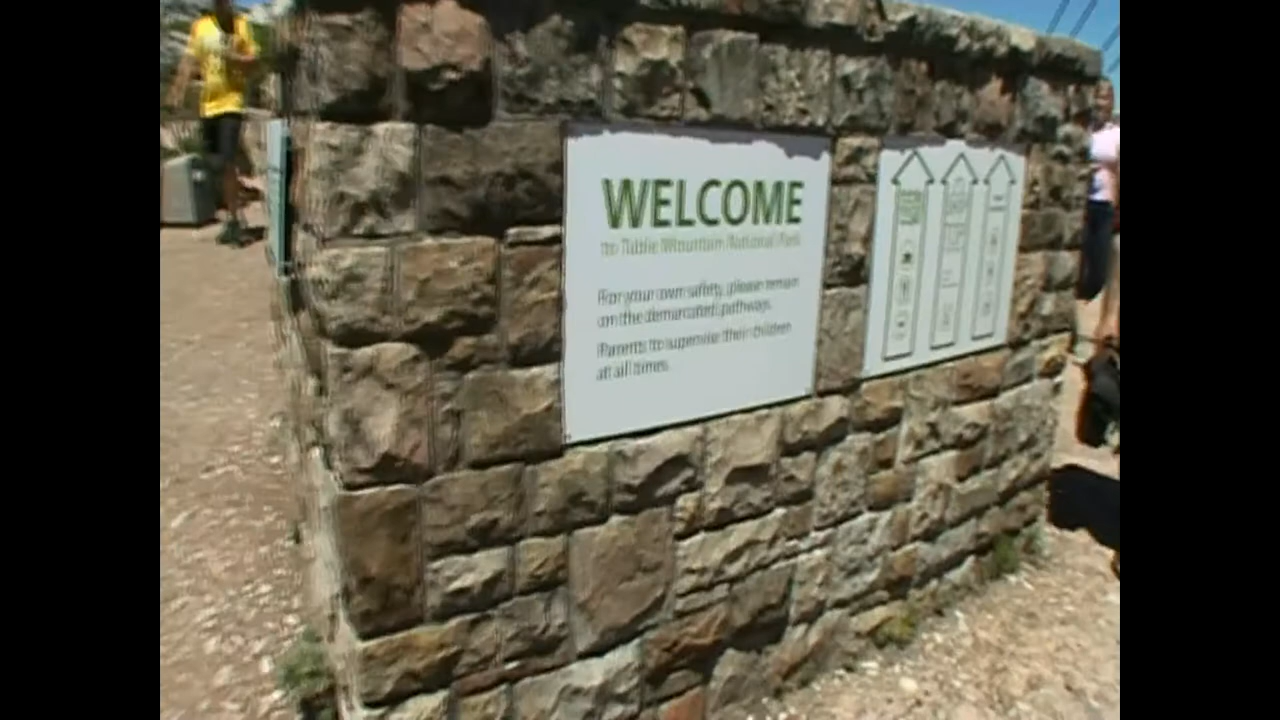 WELCOME
to Table Mountain National Park
For your own safety, please remain
on the demarcated pathways.
Parents to supervise their children
at all times.